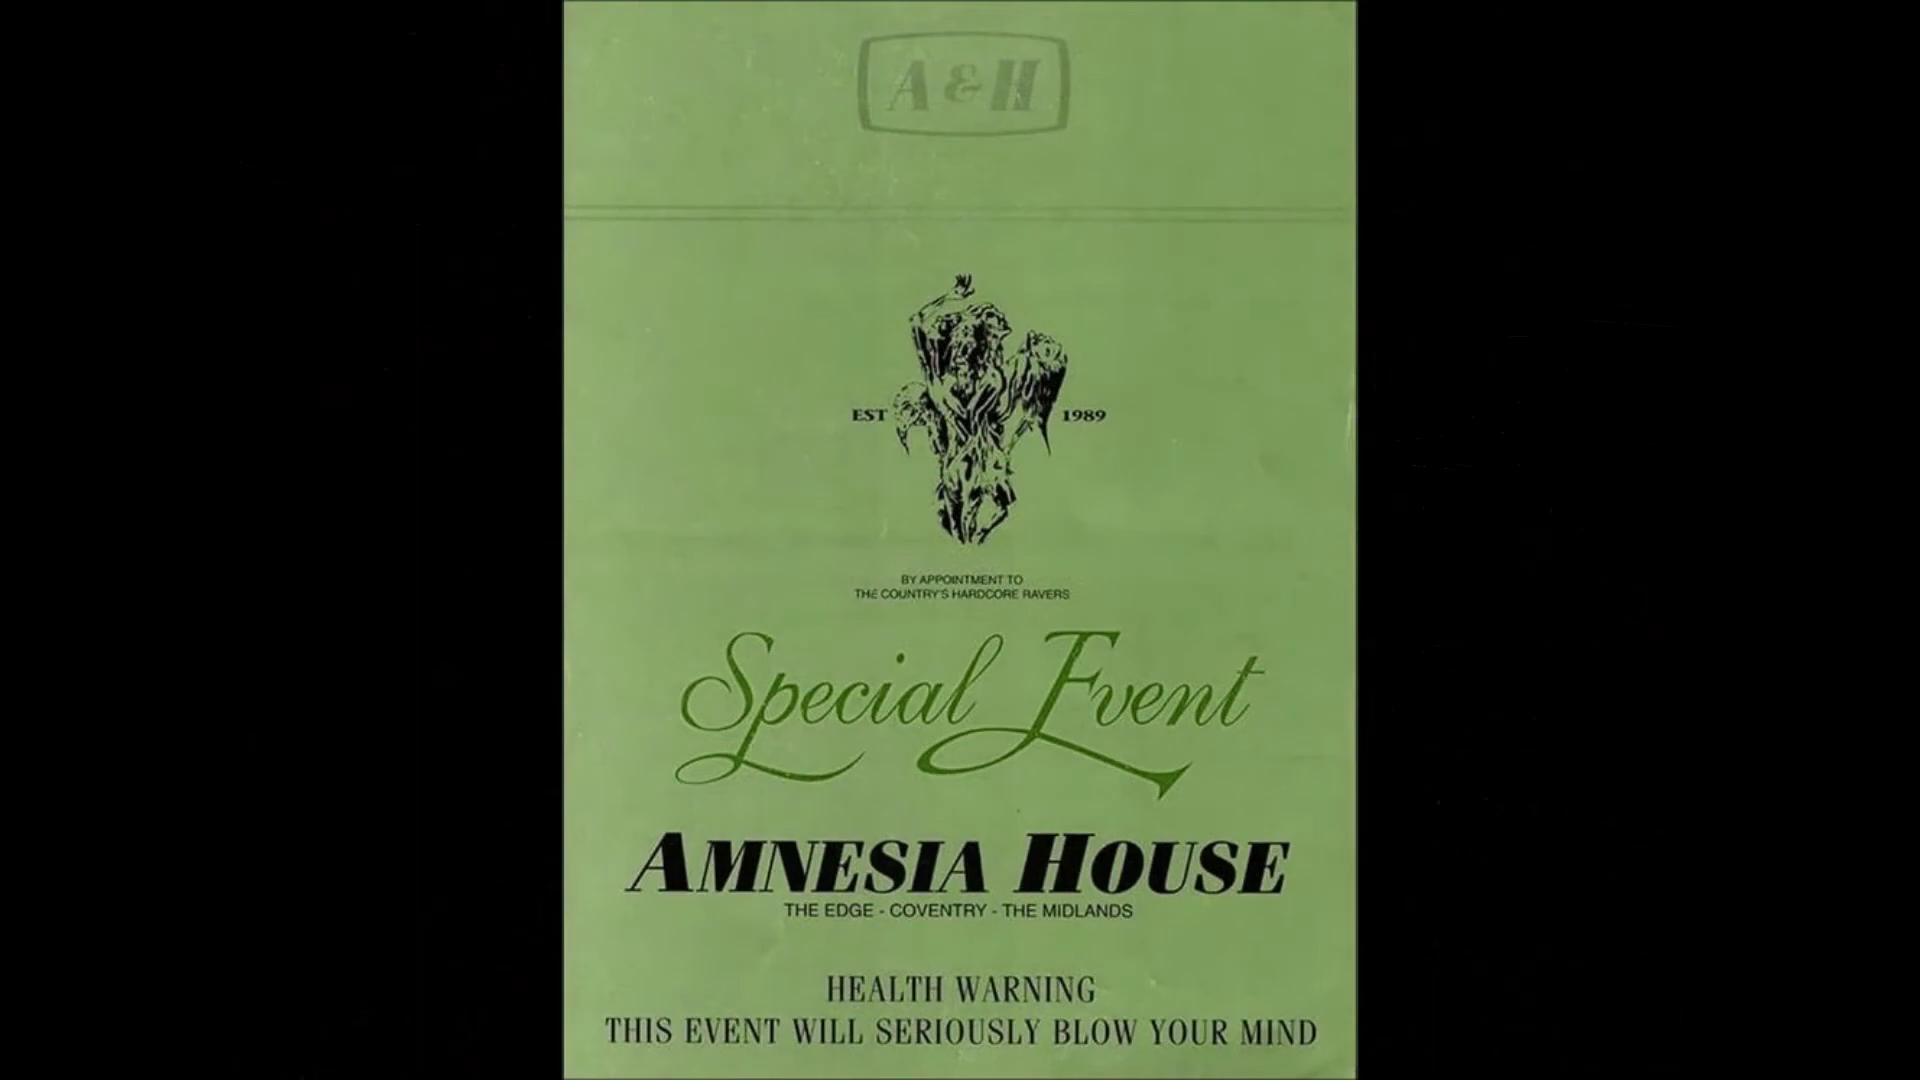 A & H
EST 1989
BY APPOINTMENT TO
THE COUNTRY'S HARDCORE RAVERS
Special Event
AMNESIA HOUSE
THE EDGE - COVENTRY - THE MIDLANDS
HEALTH WARNING
THIS EVENT WILL SERIOUSLY BLOW YOUR MIND